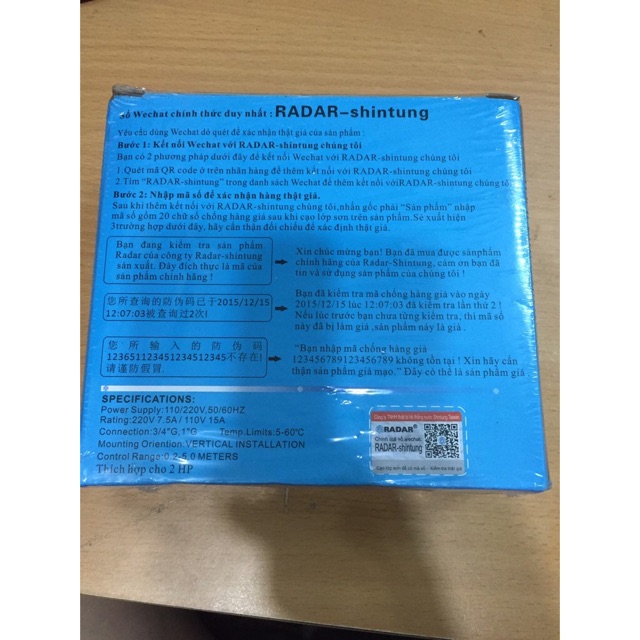 Số Wechat chính thức duy nhất : RADAR-shintung
Yêu cầu dùng Wechat dò quét để xác nhận thật giả của sản phẩm :
Bước 1: Kết nối Wechat với RADAR-shintung chúng tôi
Bạn có 2 phương pháp dưới đây để kết nối Wechat với RADAR-shintung chúng tôi
1.Quét mã QR code ở trên nhãn hàng để thêm kết nối với RADAR-shintung chúng tôi
2.Tìm "RADAR-shintung" trong danh sách Wechat để thêm kết nối vớiRADAR-shintung chúng tôi
Bước 2: Nhập mã số để xác nhận hàng thật giả.
Sau khi thêm kết nối với RADAR-shintung chúng tôi,nhấn góc phải "Sản phẩm" nhập
mã số gồm 20 chữ số chống hàng giả sau khi cạo lớp sơn trên sản phẩm.Sẽ xuất hiện
3trường hợp dưới đây, hãy cẩn thận đối chiếu để xác định thật giả.
Bạn đang kiểm tra sản phẩm
Radar của công ty Radar-shintung
sản xuất. Đây đích thực là mã của
sản phẩm chính hãng !
Xin chúc mừng bạn! Bạn đã mua được sảnphẩm
chính hãng của Radar-Shintung, cám ơn bạn đã
tin và sử dụng sản phẩm của chúng tôi !
您所查询的防伪码已于2015/12/15
12:07:03被查询过2次!
Bạn đã kiểm tra mã chống hàng giả vào ngày
2015/12/15 lúc 12:07:03 đã kiểm tra lần thứ 2 !
Nếu lúc trước bạn chưa từng kiểm tra, thì mã số
này đã bị làm giả ,sản phẩm này là giả .
您所输入的防伪码
12365112345123451 2345不存在!
请谨防假冒.
"Bạn nhập mã chống hàng giả
123456789123456789 không tồn tại ! Xin hãy cẩn
thận sản phẩm giả mạo." Đây có thể là sản phẩm giả
SPECIFICATIONS:
Power Supply:110/220V,50/60HZ
Rating:220V 7.5A / 110V 15A
Connection:3/4"G,1"G Temp.Limits:5-60℃
Mounting Oriention:VERTICAL INSTALLATION
Control Range:0.2-5.0 METERS
Thích hợp cho 2 HP
RADAR
RADAR-shintung